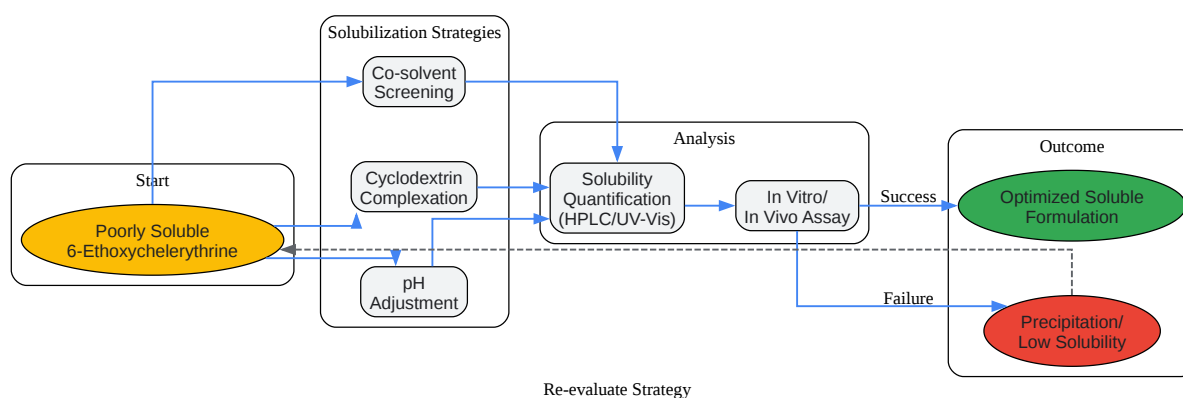 Solubilization Strategies
Co-solvent
Screening
Start
Poorly Soluble
6-Ethoxychelerythrine
Cyclodextrin
Complexation
pH
Adjustment
Analysis
Solubility
Quantification
(HPLC/UV-Vis)
In Vitro/
In Vivo Assay
Success
Failure
Outcome
Optimized Soluble
Formulation
Precipitation/
Low Solubility
Re-evaluate Strategy